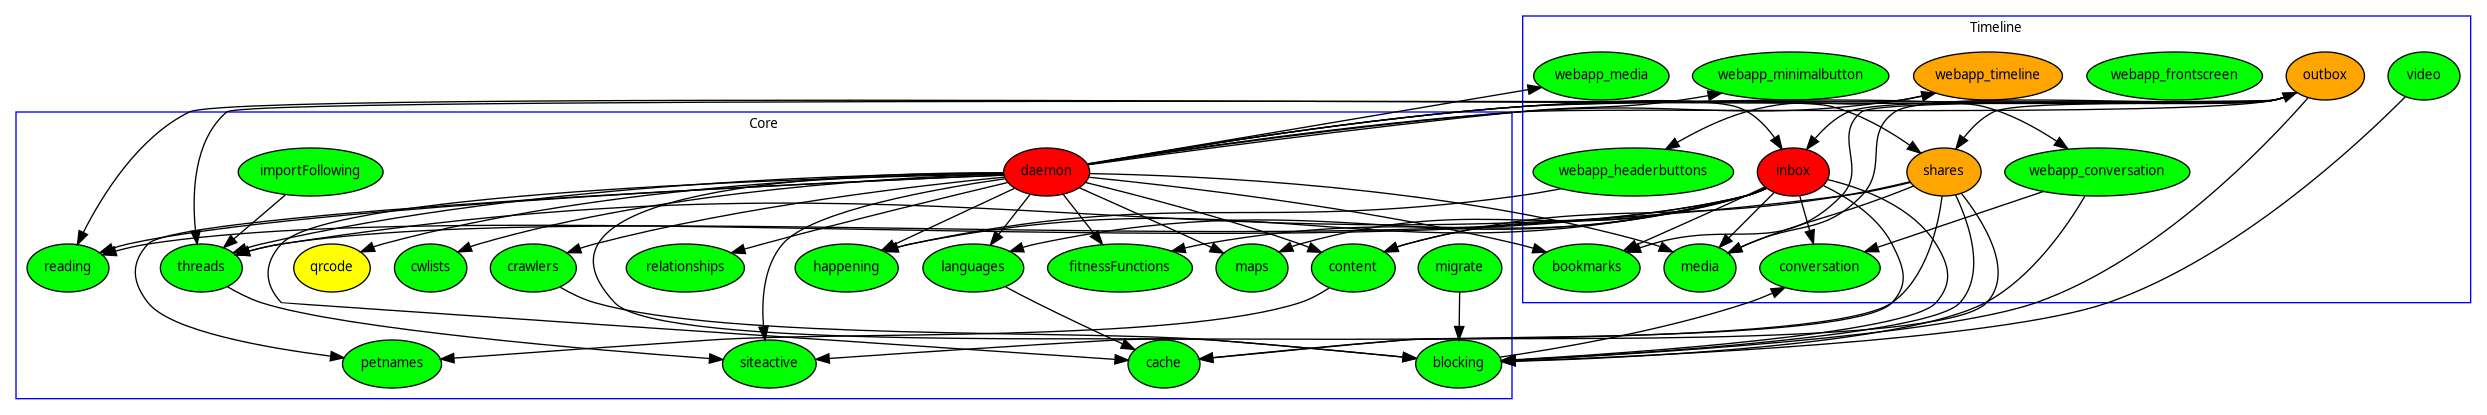 Timeline
webapp_media
webapp_minimalbutton
webapp_timeline
webapp_frontscreen
outbox
video
Core
importFollowing
daemon
webapp_headerbuttons
inbox
shares
webapp_conversation
reading
threads
qrcode
cwlists
crawlers
relationships
happening
languages
fitnessFunctions
maps
content
migrate
bookmarks
media
conversation
petnames
siteactive
cache
blocking